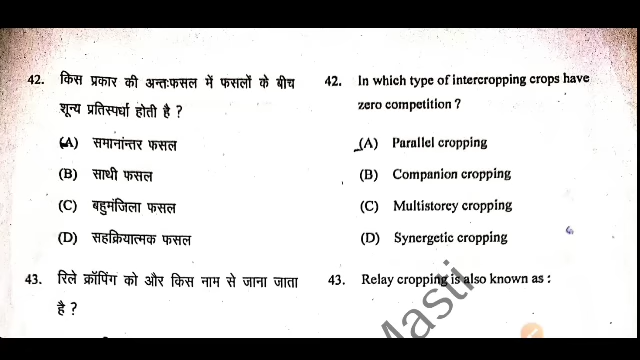 42. किस प्रकार की अन्तःफसल में फसलों के बीच
शून्य प्रतिस्पर्धा होती है ?
(A) समानांन्तर फसल
(B) साथी फसल
(C) बहुमंजिला फसल
(D) सहक्रियात्मक फसल
43. रिले क्रॉपिंग को और किस नाम से जाना जाता
है ?
42. In which type of intercropping crops have
zero competition ?
(A) Parallel cropping
(B) Companion cropping
(C) Multistorey cropping
(D) Synergetic cropping
43. Relay cropping is also known as :
Masti